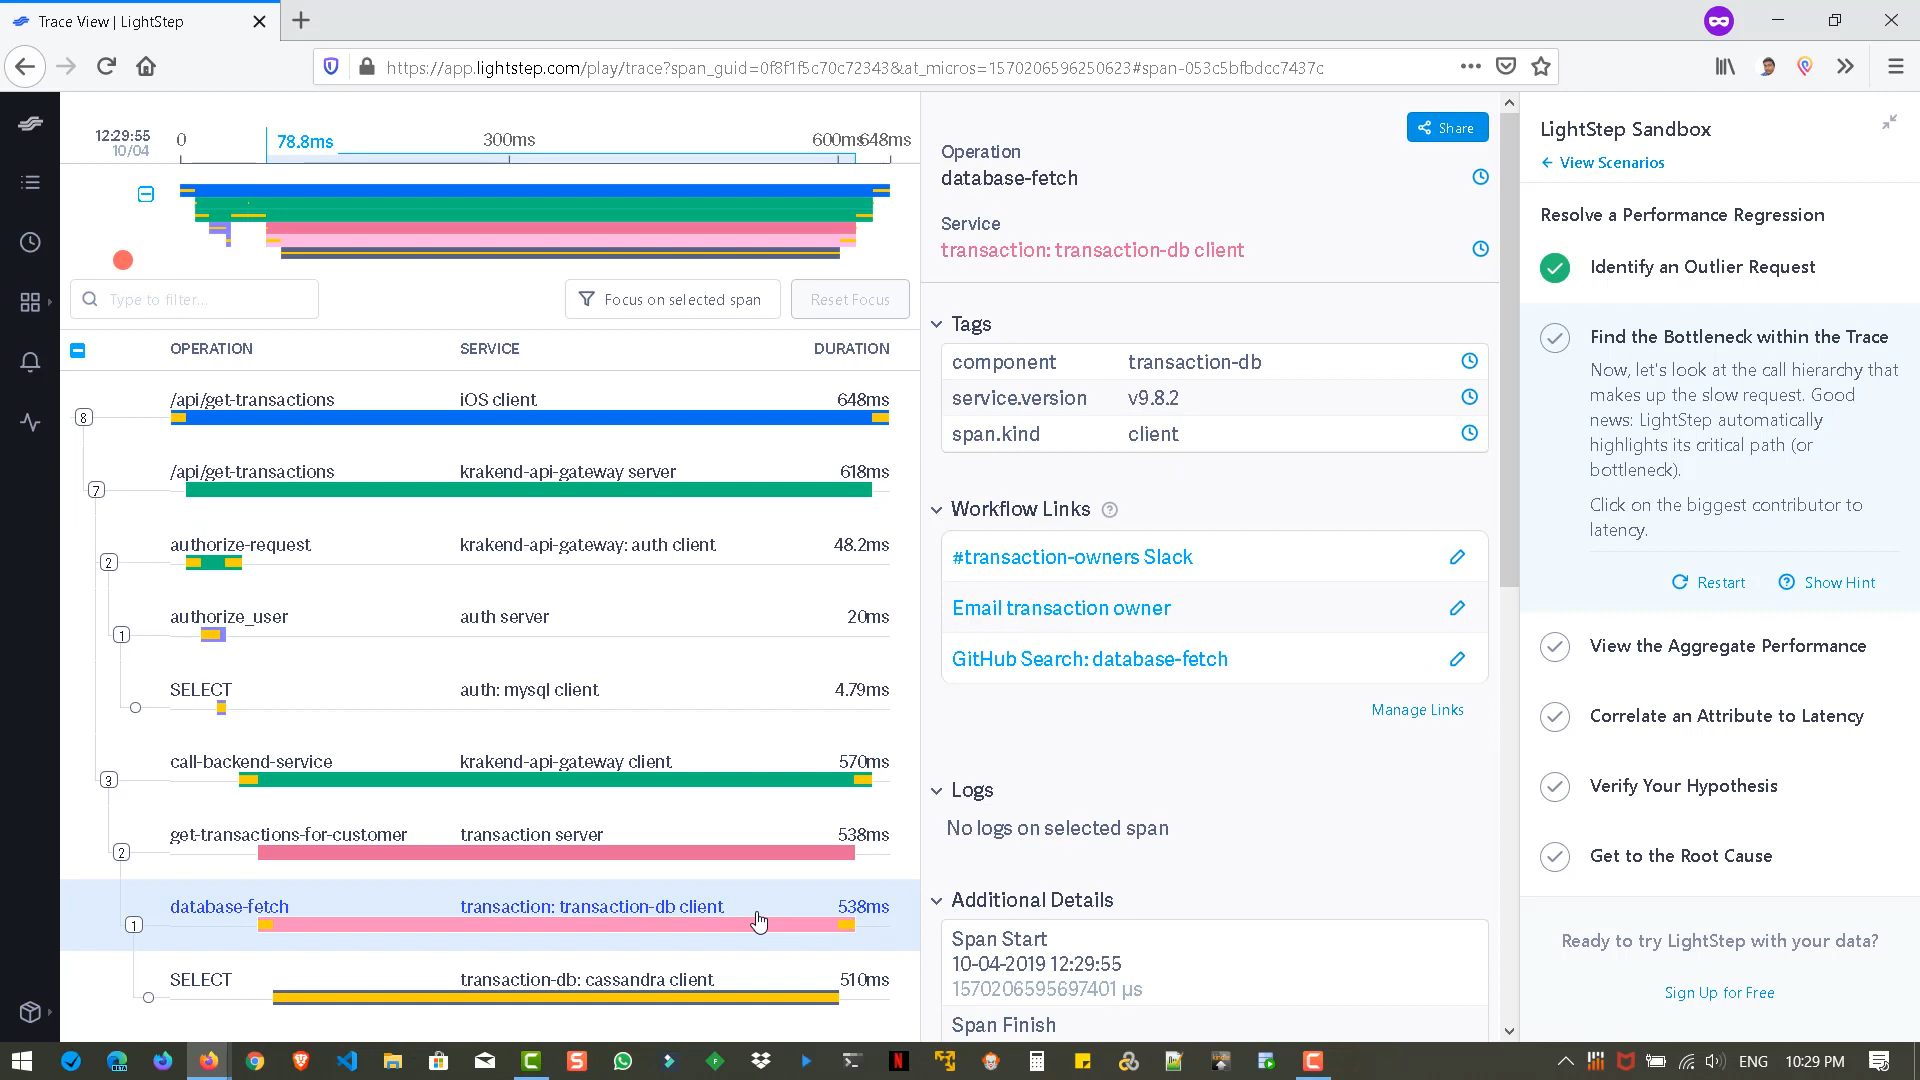 Trace View | LightStep
https://app.lightstep.com/play/trace?span_guid=0f8f1f5c70c72343&at_micros=1570206596250623#span-053c5bfbdcc7437c
12:29:55
10/04
0
78.8ms
300ms
600ms
648ms
Type to filter...
Focus on selected span
Reset Focus
OPERATION SERVICE DURATION
8
/api/get-transactions iOS client 648ms
7
/api/get-transactions krakend-api-gateway server 618ms
2
authorize-request krakend-api-gateway: auth client 48.2ms
1
authorize_user auth server 20ms
SELECT auth: mysql client 4.79ms
3
call-backend-service krakend-api-gateway client 570ms
2
get-transactions-for-customer transaction server 538ms
1
database-fetch transaction: transaction-db client 538ms
SELECT transaction-db: cassandra client 510ms
Share
Operation
database-fetch
Service
transaction: transaction-db client
Tags
component transaction-db
service.version v9.8.2
span.kind client
Workflow Links ?
#transaction-owners Slack
Email transaction owner
GitHub Search: database-fetch
Manage Links
Logs
No logs on selected span
Additional Details
Span Start
10-04-2019 12:29:55
1570206595697401 µs
Span Finish
LightStep Sandbox
← View Scenarios
Resolve a Performance Regression
Identify an Outlier Request
Find the Bottleneck within the Trace
Now, let's look at the call hierarchy that
makes up the slow request. Good
news: LightStep automatically
highlights its critical path (or
bottleneck).
Click on the biggest contributor to
latency.
Restart
Show Hint
View the Aggregate Performance
Correlate an Attribute to Latency
Verify Your Hypothesis
Get to the Root Cause
Ready to try LightStep with your data?
Sign Up for Free
ENG
10:29 PM